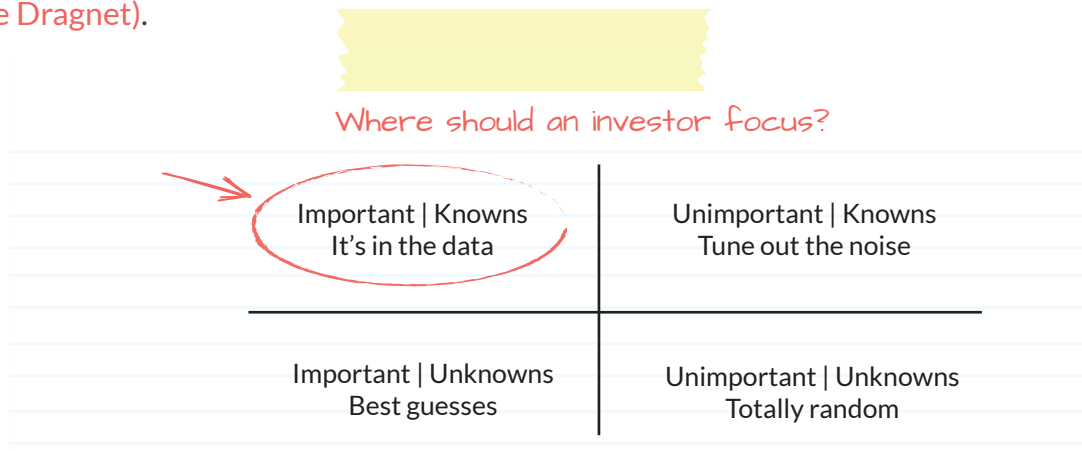 e Dragnet).
Where should an investor focus?
Important | Knowns
It's in the data
Unimportant | Knowns
Tune out the noise
Important | Unknowns
Best guesses
Unimportant | Unknowns
Totally random